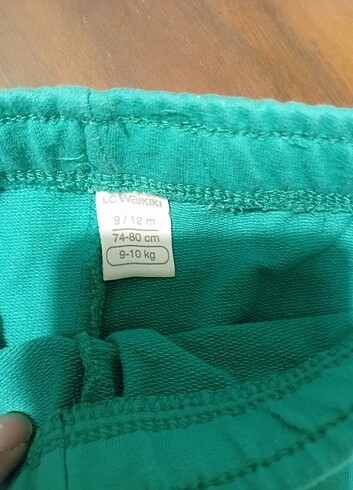 LC Waikiki
9 / 12 m
74-80 cm
9-10 kg